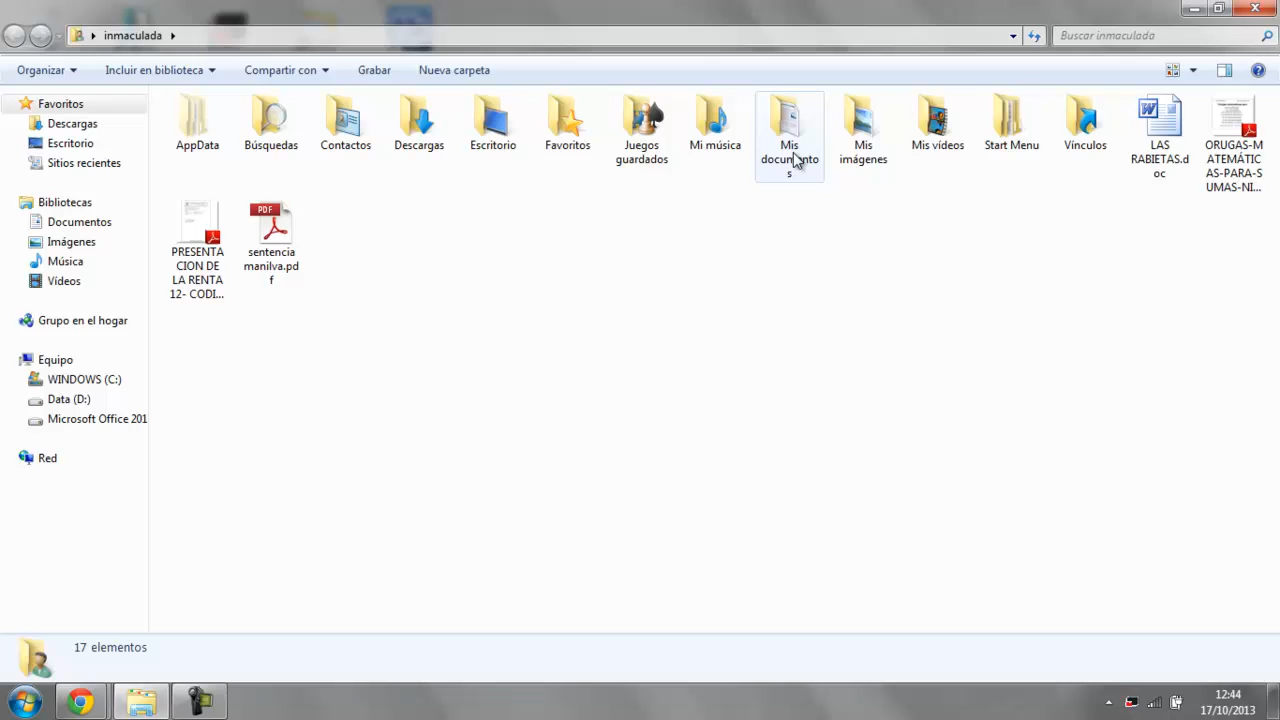 inmaculada
Buscar inmaculada
Organizar
Incluir en biblioteca
Compartir con
Grabar
Nueva carpeta
Favoritos
Descargas
Escritorio
Sitios recientes
Bibliotecas
Documentos
Imágenes
Música
Vídeos
Grupo en el hogar
Equipo
WINDOWS (C:)
Data (D:)
Microsoft Office 201
Red
AppData
Búsquedas
Contactos
Descargas
Escritorio
Favoritos
Juegos
guardados
Mi música
Mis
documento
s
Mis
imágenes
Mis vídeos
Start Menu
Vínculos
LAS
RABIETAS.d
oc
ORUGAS-M
ATEMÁTIC
AS-PARA-S
UMAS-NI...
PRESENTA
CION DE
LA RENTA
12- CODI...
PDF
sentencia
manilva.pd
f
17 elementos
12:44
17/10/2013